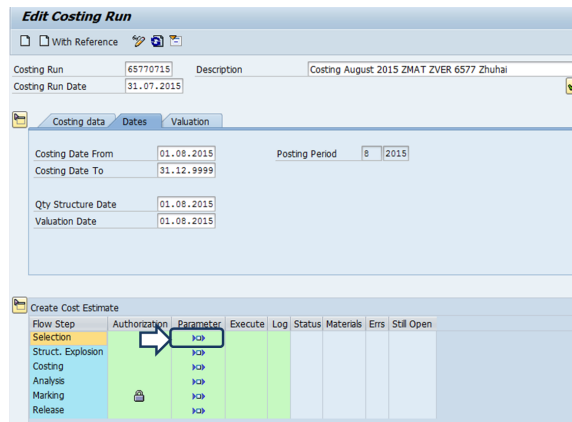 Edit Costing Run
With Reference
Costing Run 65770715 Description Costing August 2015 ZMAT ZVER 6577 Zhuhai
Costing Run Date 31.07.2015
Costing data Dates Valuation
Costing Date From 01.08.2015 Posting Period 8 2015
Costing Date To 31.12.9999
Qty Structure Date 01.08.2015
Valuation Date 01.08.2015
Create Cost Estimate
Flow Step Authorization Parameter Execute Log Status Materials Errs Still Open
Selection
Struct. Explosion
Costing
Analysis
Marking
Release